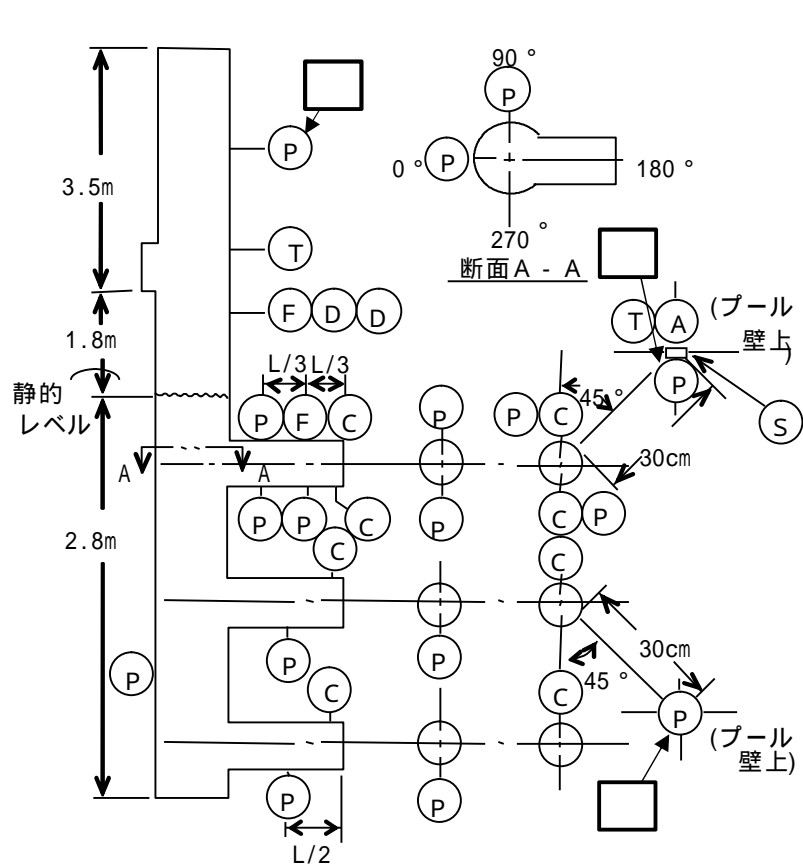 90 °
P
P
0 °
P
180 °
3.5m
270 °
T
断面A - A
F D D
T A
(プール
壁上)
1.8m
L/3 L/3
静的
レベル
P F C
P
P C
45 °
P
S
A A
30cm
P P C
P
C P
C
C
2.8m
30cm
P
P
P
C
C
45 °
P
(プール
壁上)
P
P
L/2